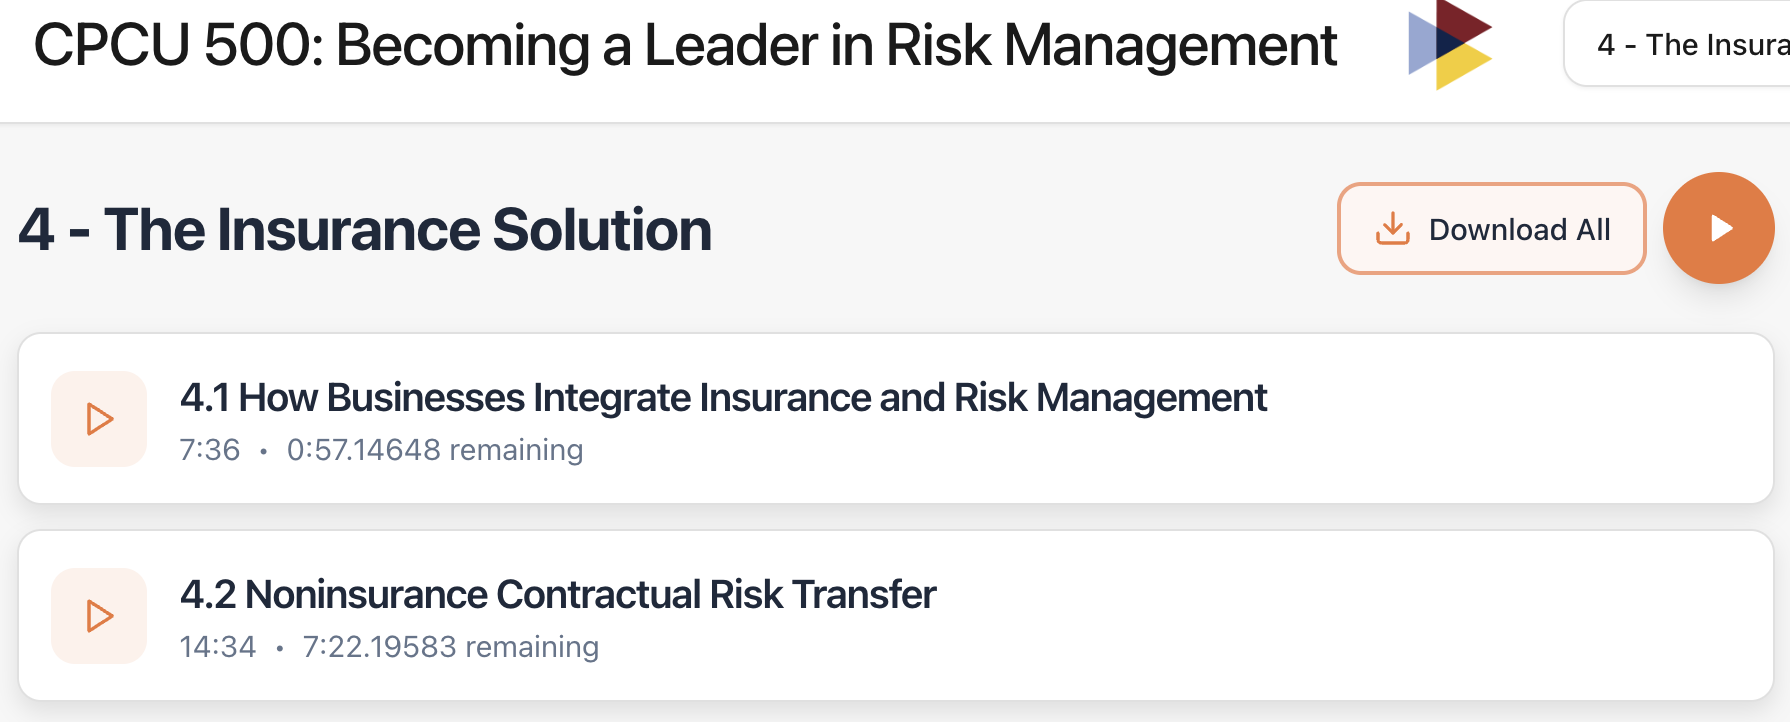 CPCU 500: Becoming a Leader in Risk Management
4 - The Insura
4 - The Insurance Solution
Download All
4.1 How Businesses Integrate Insurance and Risk Management
7:36 • 0:57.14648 remaining
4.2 Noninsurance Contractual Risk Transfer
14:34 • 7:22.19583 remaining